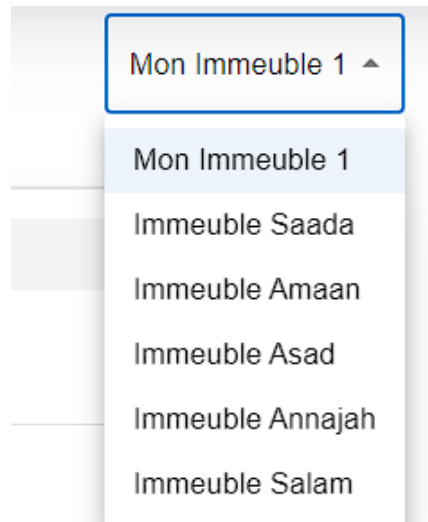 Mon Immeuble 1
Mon Immeuble 1
Immeuble Saada
Immeuble Amaan
Immeuble Asad
Immeuble Annajah
Immeuble Salam